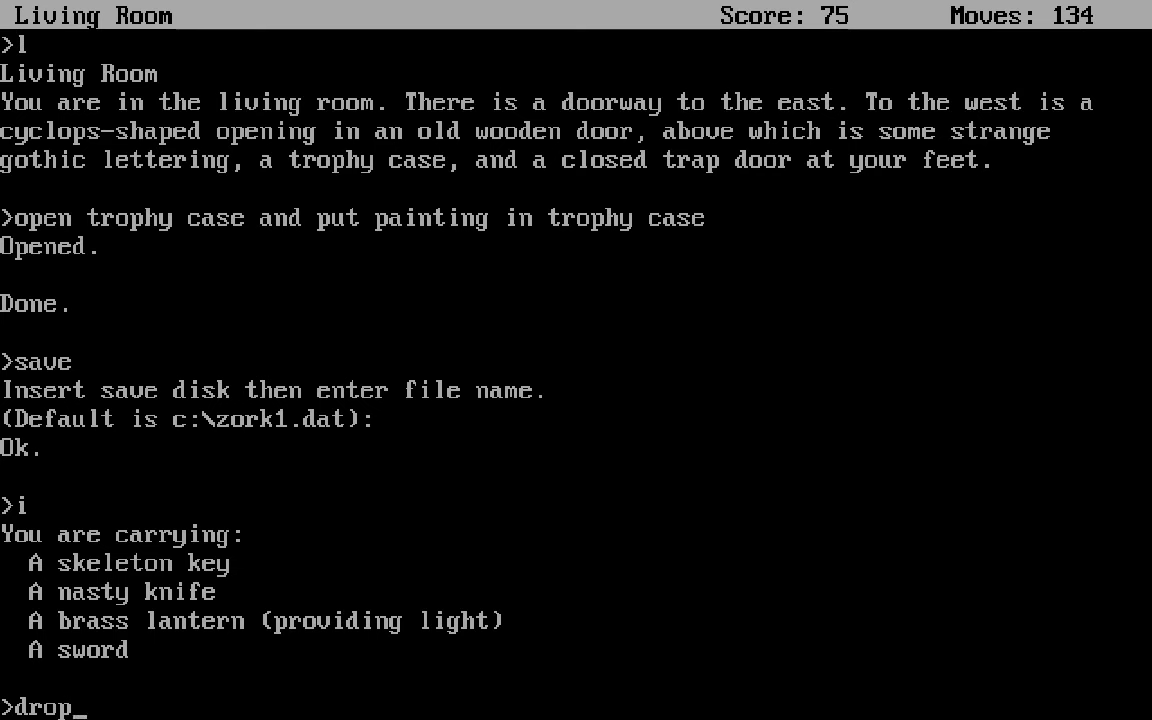 Living Room Score: 75 Moves: 134
>l
Living Room
You are in the living room. There is a doorway to the east. To the west is a
cyclops-shaped opening in an old wooden door, above which is some strange
gothic lettering, a trophy case, and a closed trap door at your feet.
>open trophy case and put painting in trophy case
Opened.
Done.
>save
Insert save disk then enter file name.
(Default is c:\zork1.dat):
Ok.
>i
You are carrying:
A skeleton key
A nasty knife
A brass lantern (providing light)
A sword
>drop_